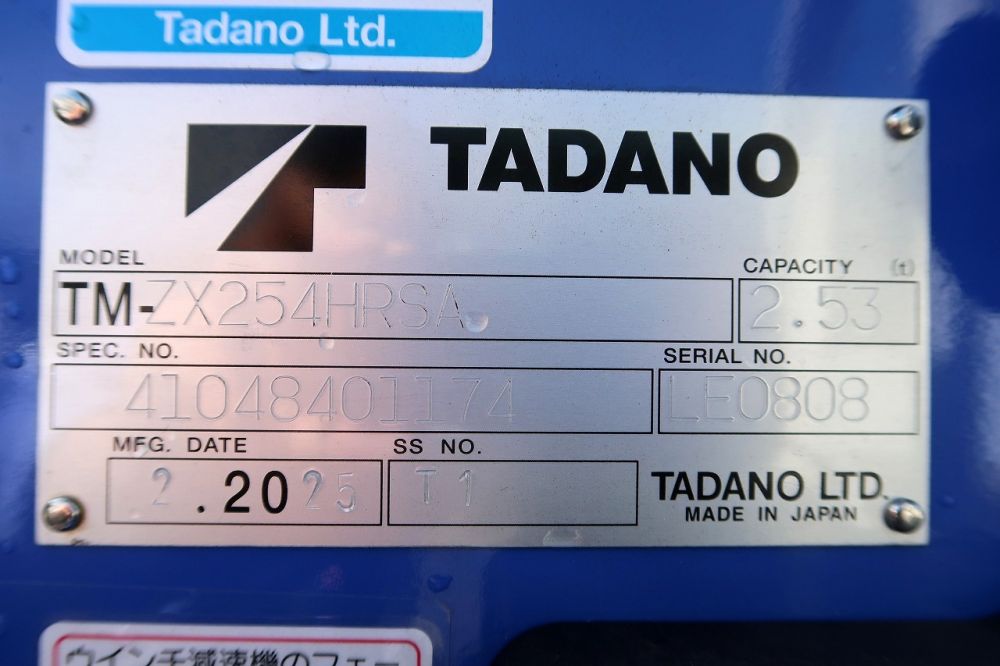 Tadano Ltd.
TADANO
MODEL
TM-ZX254HRSA
CAPACITY (t)
2.53
SPEC. NO.
41048401174
SERIAL NO.
LE0808
MFG. DATE
2.2025
SS NO.
T1
TADANO LTD.
MADE IN JAPAN
ウインチ減速機のフェー